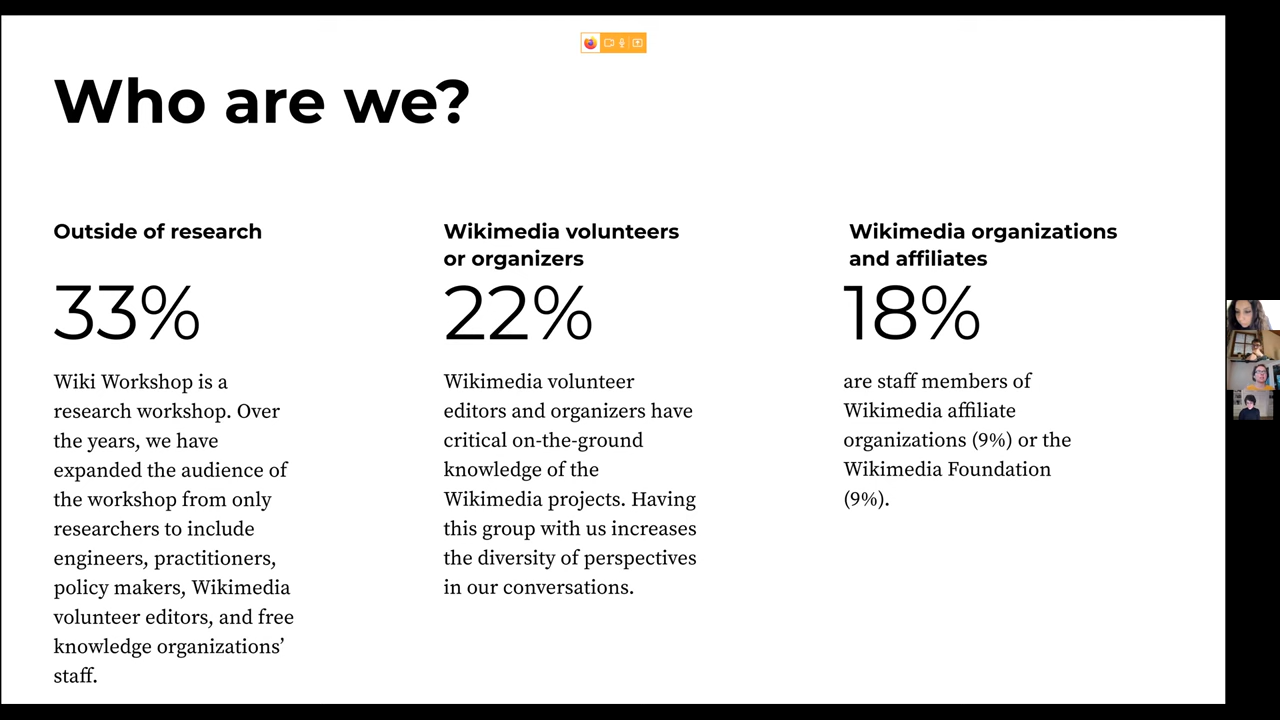 Who are we?
Outside of research
33%
Wiki Workshop is a
research workshop. Over
the years, we have
expanded the audience of
the workshop from only
researchers to include
engineers, practitioners,
policy makers, Wikimedia
volunteer editors, and free
knowledge organizations’
staff.
Wikimedia volunteers
or organizers
22%
Wikimedia volunteer
editors and organizers have
critical on-the-ground
knowledge of the
Wikimedia projects. Having
this group with us increases
the diversity of perspectives
in our conversations.
Wikimedia organizations
and affiliates
18%
are staff members of
Wikimedia affiliate
organizations (9%) or the
Wikimedia Foundation
(9%).